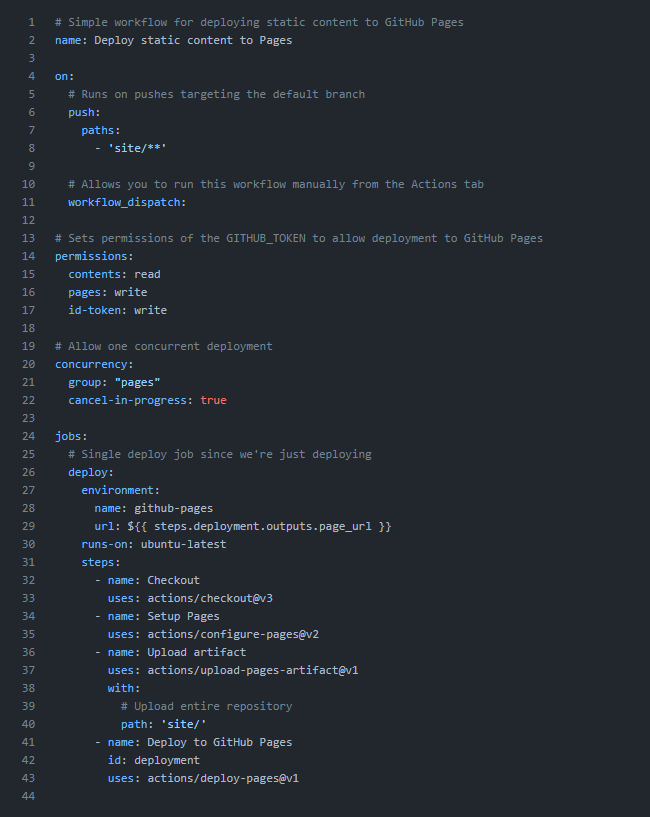 1 # Simple workflow for deploying static content to GitHub Pages
2 name: Deploy static content to Pages
3
4 on:
5   # Runs on pushes targeting the default branch
6   push:
7     paths:
8       - 'site/**'
9
10   # Allows you to run this workflow manually from the Actions tab
11   workflow_dispatch:
12
13 # Sets permissions of the GITHUB_TOKEN to allow deployment to GitHub Pages
14 permissions:
15   contents: read
16   pages: write
17   id-token: write
18
19 # Allow one concurrent deployment
20 concurrency:
21   group: "pages"
22   cancel-in-progress: true
23
24 jobs:
25   # Single deploy job since we're just deploying
26   deploy:
27     environment:
28       name: github-pages
29       url: ${{ steps.deployment.outputs.page_url }}
30     runs-on: ubuntu-latest
31     steps:
32       - name: Checkout
33         uses: actions/checkout@v3
34       - name: Setup Pages
35         uses: actions/configure-pages@v2
36       - name: Upload artifact
37         uses: actions/upload-pages-artifact@v1
38         with:
39           # Upload entire repository
40           path: 'site/'
41       - name: Deploy to GitHub Pages
42         id: deployment
43         uses: actions/deploy-pages@v1
44